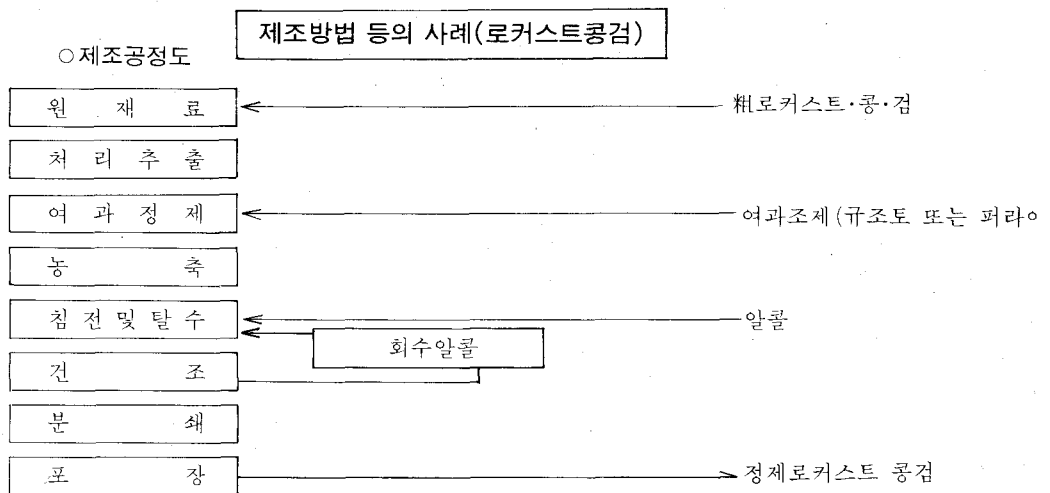 제조방법 등의 사례(로커스트콩검)
○제조공정도
원 재 료
粗로커스트·콩·검
처 리 추 출
여 과 정 제
여과조제(규조토 또는 퍼라이
농 축
침 전 및 탈 수
알콜
회수알콜
건 조
분 쇄
포 장
정제로커스트 콩검